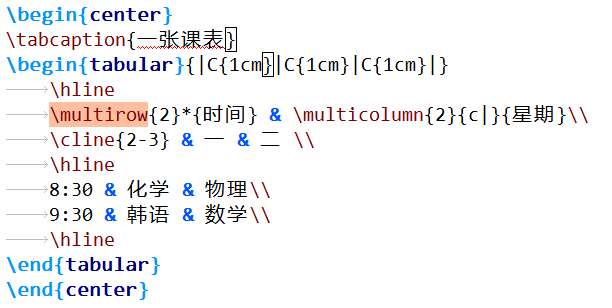 \begin{center}
\tabcaption{一张课表}
\begin{tabular}{|C{1cm}|C{1cm}|C{1cm}|}
\hline
\multirow{2}*{时间} & \multicolumn{2}{c|}{星期}\\
\cline{2-3} & 一 & 二 \\
\hline
8:30 & 化学 & 物理\\
9:30 & 韩语 & 数学\\
\hline
\end{tabular}
\end{center}